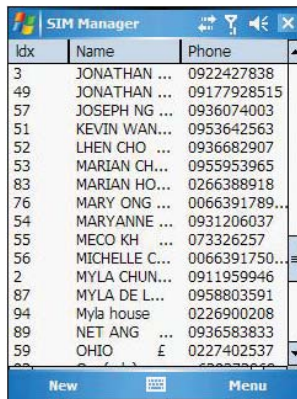 SIM Manager
Idx Name Phone
3 JONATHAN ... 0922427838
49 JONATHAN ... 09177928515
57 JOSEPH NG ... 0936074003
51 KEVIN WAN... 0953642563
52 LHEN CHO ... 0936682907
53 MARIAN CH... 0955953965
83 MARIAN HO... 0266388918
76 MARY ONG ... 0066391789...
54 MARYANNE ... 0931206037
55 MECO KH ... 073326257
56 MICHELLE C... 0066391750...
2 MYLA CHUN... 0911959946
87 MYLA DE L... 0958803591
94 Myla house 0226900208
89 NET ANG ... 0936583833
59 OHIO £ 0227402537
New Menu